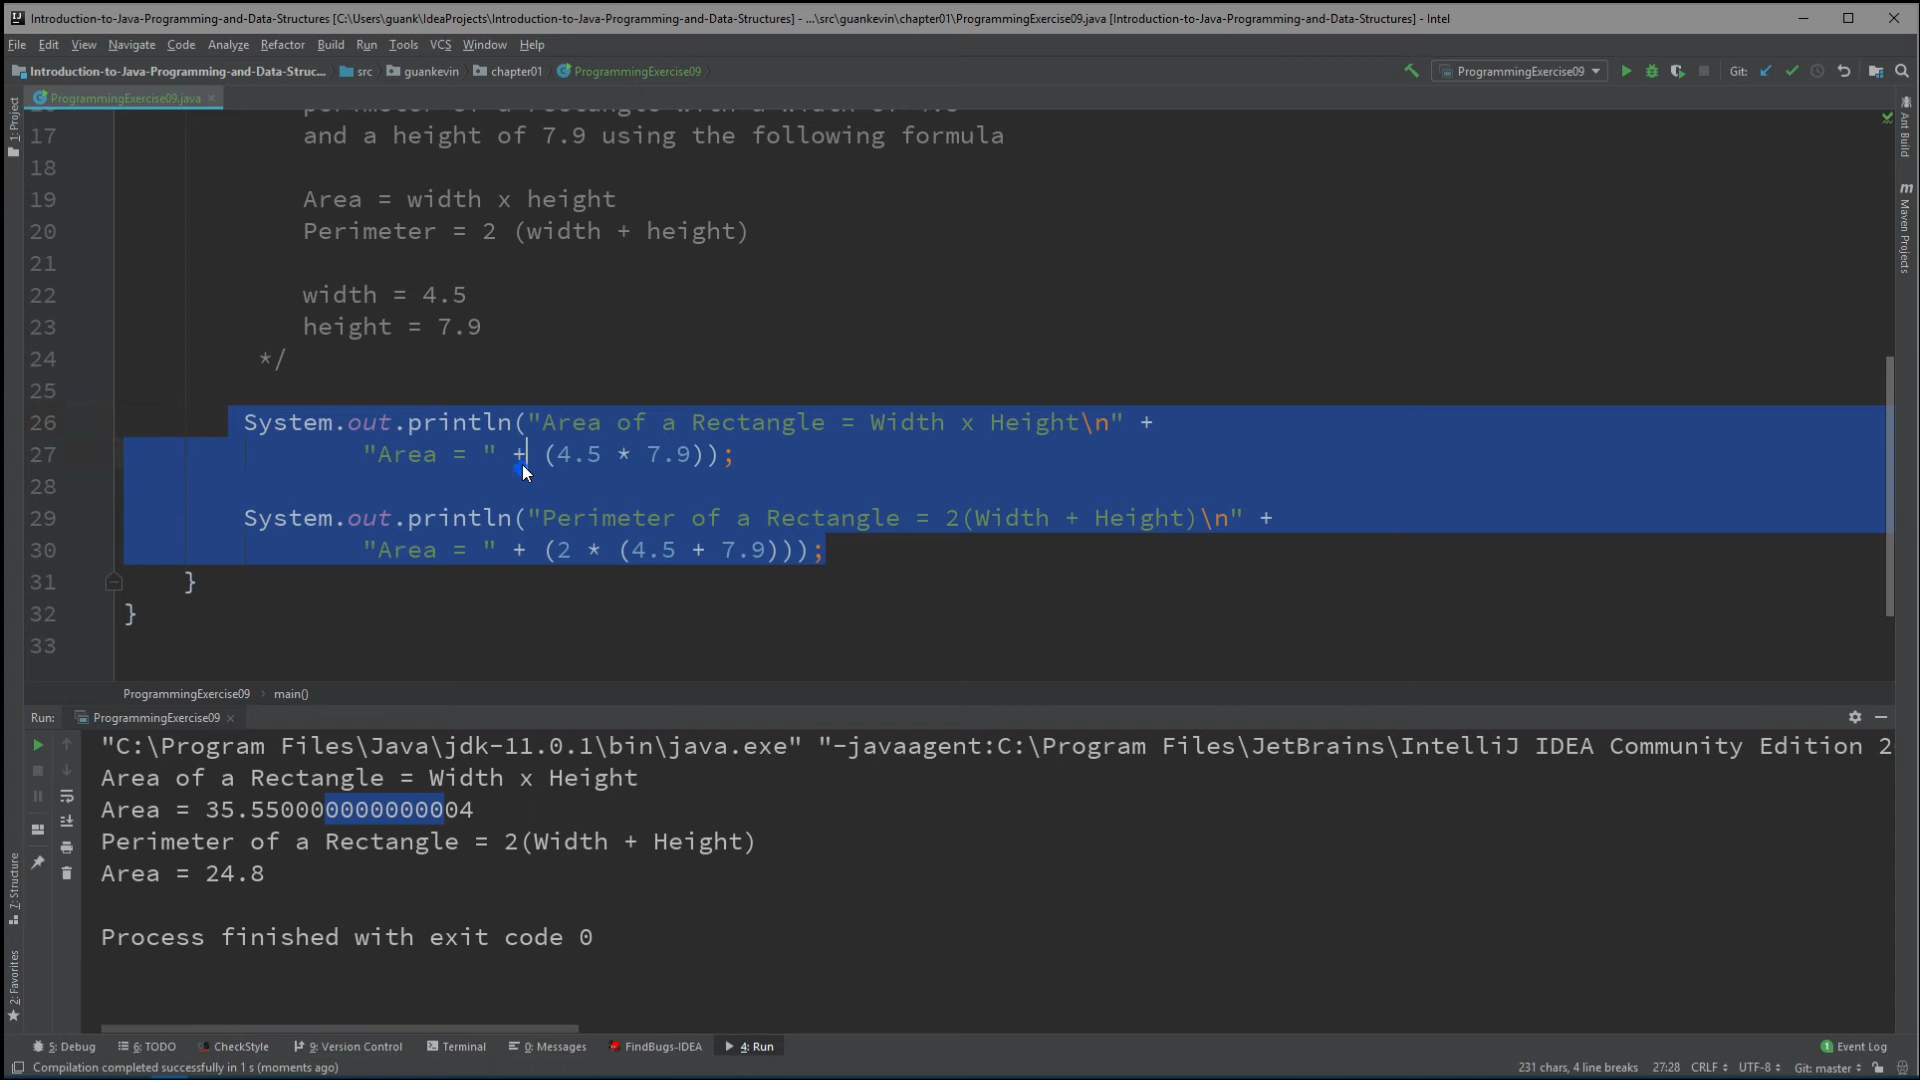 Introduction-to-Java-Programming-and-Data-Structures [C:\Users\guank\IdeaProjects\Introduction-to-Java-Programming-and-Data-Structures] - ...\src\guankevin\chapter01\ProgrammingExercise09.java [Introduction-to-Java-Programming-and-Data-Structures] - Intel
File Edit View Navigate Code Analyze Refactor Build Run Tools VCS Window Help
Introduction-to-Java-Programming-and-Data-Struc... src guankevin chapter01 ProgrammingExercise09 ProgrammingExercise09 Git:
ProgrammingExercise09.java
1: Project
Ant Build
Maven Projects
17 and a height of 7.9 using the following formula
18
19 Area = width x height
20 Perimeter = 2 (width + height)
21
22 width = 4.5
23 height = 7.9
24 */
25
26 System.out.println("Area of a Rectangle = Width x Height\n" +
27 "Area = " + (4.5 * 7.9));
28
29 System.out.println("Perimeter of a Rectangle = 2(Width + Height)\n" +
30 "Area = " + (2 * (4.5 + 7.9)));
31 }
32 }
33
ProgrammingExercise09 main()
Run: ProgrammingExercise09
"C:\Program Files\Java\jdk-11.0.1\bin\java.exe" "-javaagent:C:\Program Files\JetBrains\IntelliJ IDEA Community Edition 2
Area of a Rectangle = Width x Height
Area = 35.550000000000004
Perimeter of a Rectangle = 2(Width + Height)
Area = 24.8
Process finished with exit code 0
7: Structure
2: Favorites
5: Debug 6: TODO CheckStyle 9: Version Control Terminal 0: Messages FindBugs-IDEA 4: Run 1 Event Log
Compilation completed successfully in 1 s (moments ago) 231 chars, 4 line breaks 27:28 CRLF UTF-8 Git: master